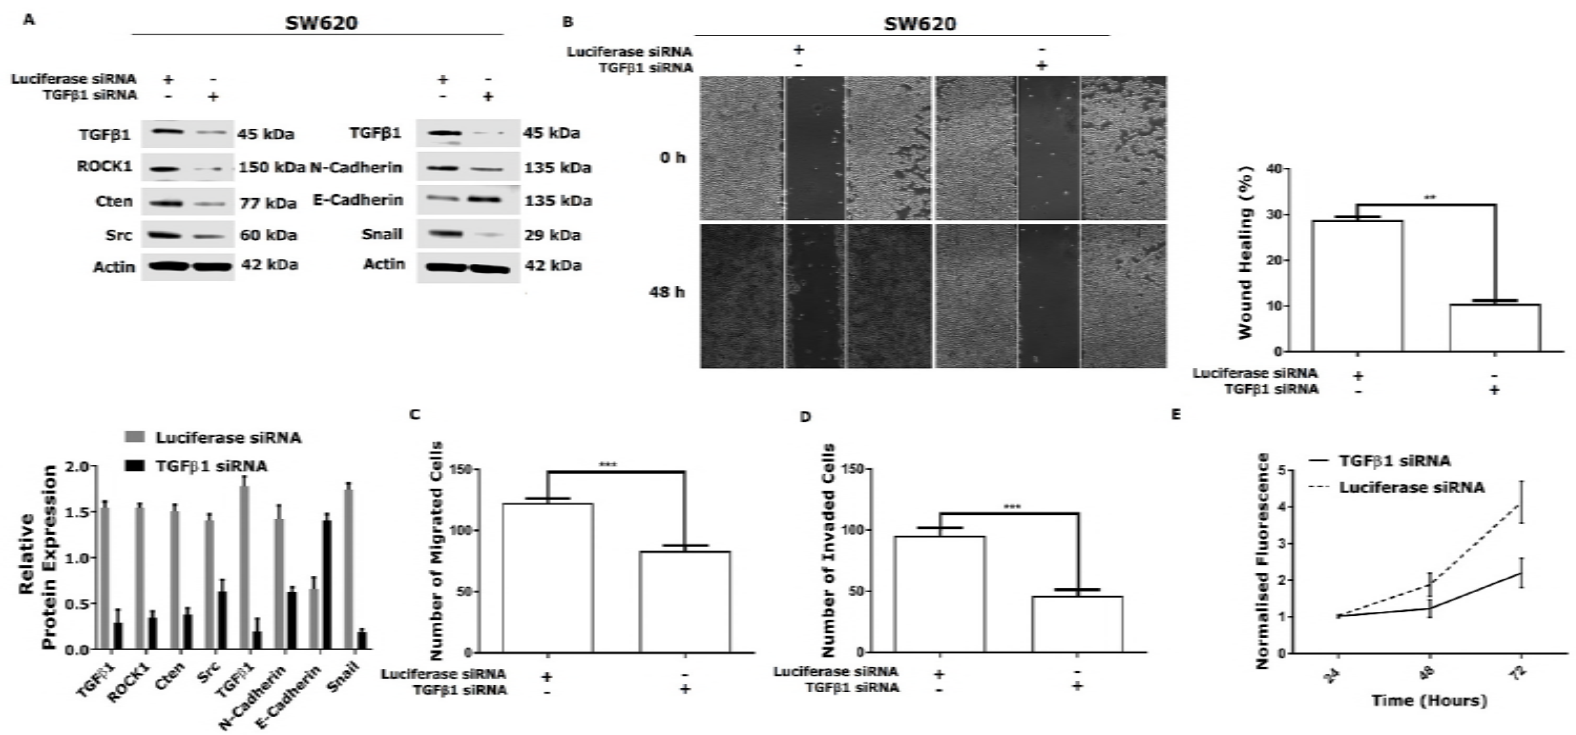 A
SW620
Luciferase siRNA + -
TGFβ1 siRNA - +
TGFβ1 45 kDa
ROCK1 150 kDa
Cten 77 kDa
Src 60 kDa
Actin 42 kDa
+ -
- +
TGFβ1 45 kDa
N-Cadherin 135 kDa
E-Cadherin 135 kDa
Snail 29 kDa
Actin 42 kDa
Relative
Protein Expression
2.0
1.5
1.0
0.5
0.0
Luciferase siRNA
TGFβ1 siRNA
TGFβ1
ROCK1
Cten
Src
TGFβ1
N-Cadherin
E-Cadherin
Snail
B
SW620
Luciferase siRNA + -
TGFβ1 siRNA - +
0 h
48 h
Wound Healing (%)
40
30
20
10
0
**
Luciferase siRNA + -
TGFβ1 siRNA - +
C
Number of Migrated Cells
150
100
50
0
***
Luciferase siRNA + -
TGFβ1 siRNA - +
D
Number of Invaded Cells
150
100
50
0
***
Luciferase siRNA + -
TGFβ1 siRNA - +
E
Normalised Fluorescence
5
4
3
2
1
0
TGFβ1 siRNA
Luciferase siRNA
24
48
72
Time (Hours)